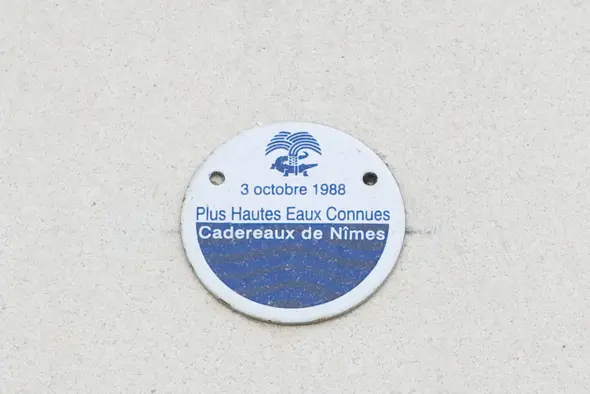 3 octobre 1988
Plus Hautes Eaux Connues
Cadereaux de Nîmes